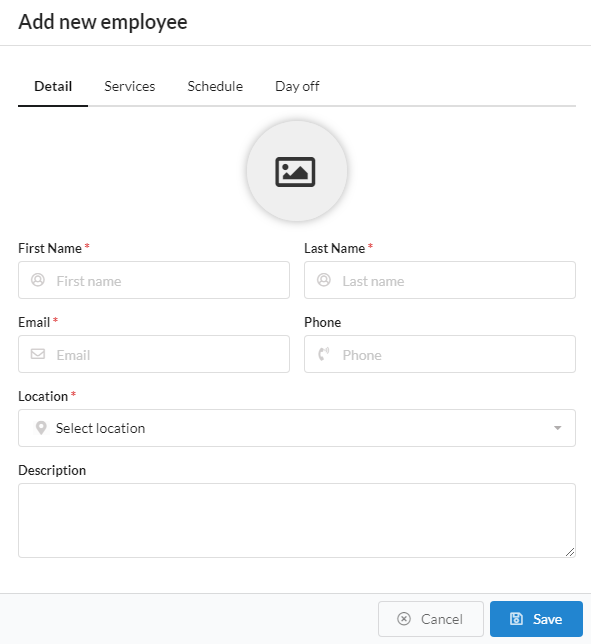 Add new employee
Detail Services Schedule Day off
First Name * Last Name *
First name Last name
Email * Phone
Email Phone
Location *
Select location
Description
Cancel Save